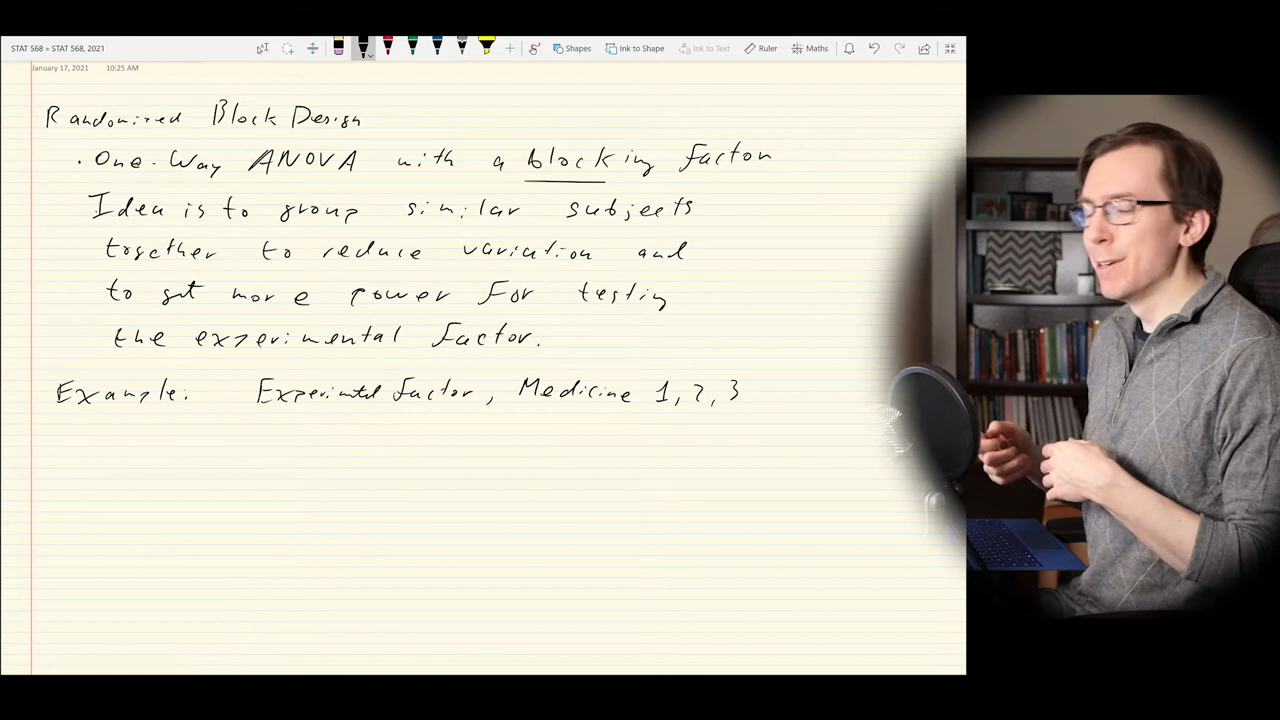 STAT 568 » STAT 568, 2021
Shapes Ink to Shape Ink to Text Ruler Maths
January 17, 2021 10:25 AM
Randomized Block Design
. One-Way ANOVA with a blocking factor
Idea is to group similar subjects
together to reduce variation and
to get more power for testing
the experimental factor.
Example: Experimental factor, Medicine 1, 2, 3